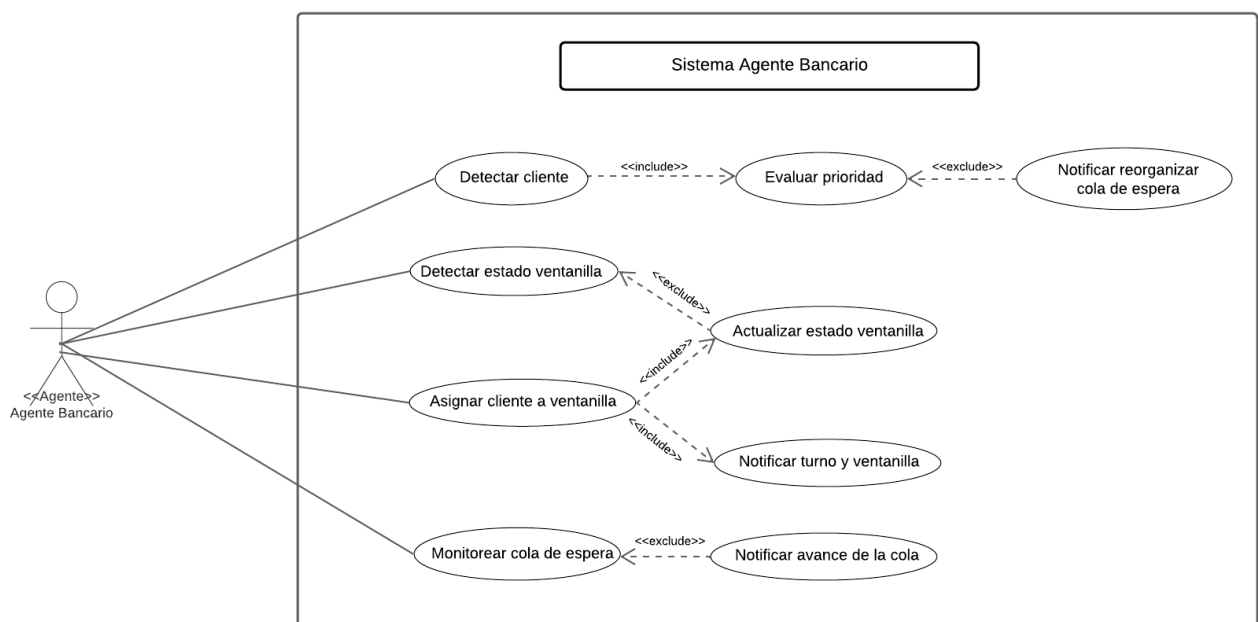 Sistema Agente Bancario
Detectar cliente
<<include>>
Evaluar prioridad
<<exclude>>
Notificar reorganizar
cola de espera
Detectar estado ventanilla
<<exclude>>
Actualizar estado ventanilla
<<include>>
<<Agente>>
Agente Bancario
Asignar cliente a ventanilla
<<include>>
Notificar turno y ventanilla
Monitorear cola de espera
<<exclude>>
Notificar avance de la cola